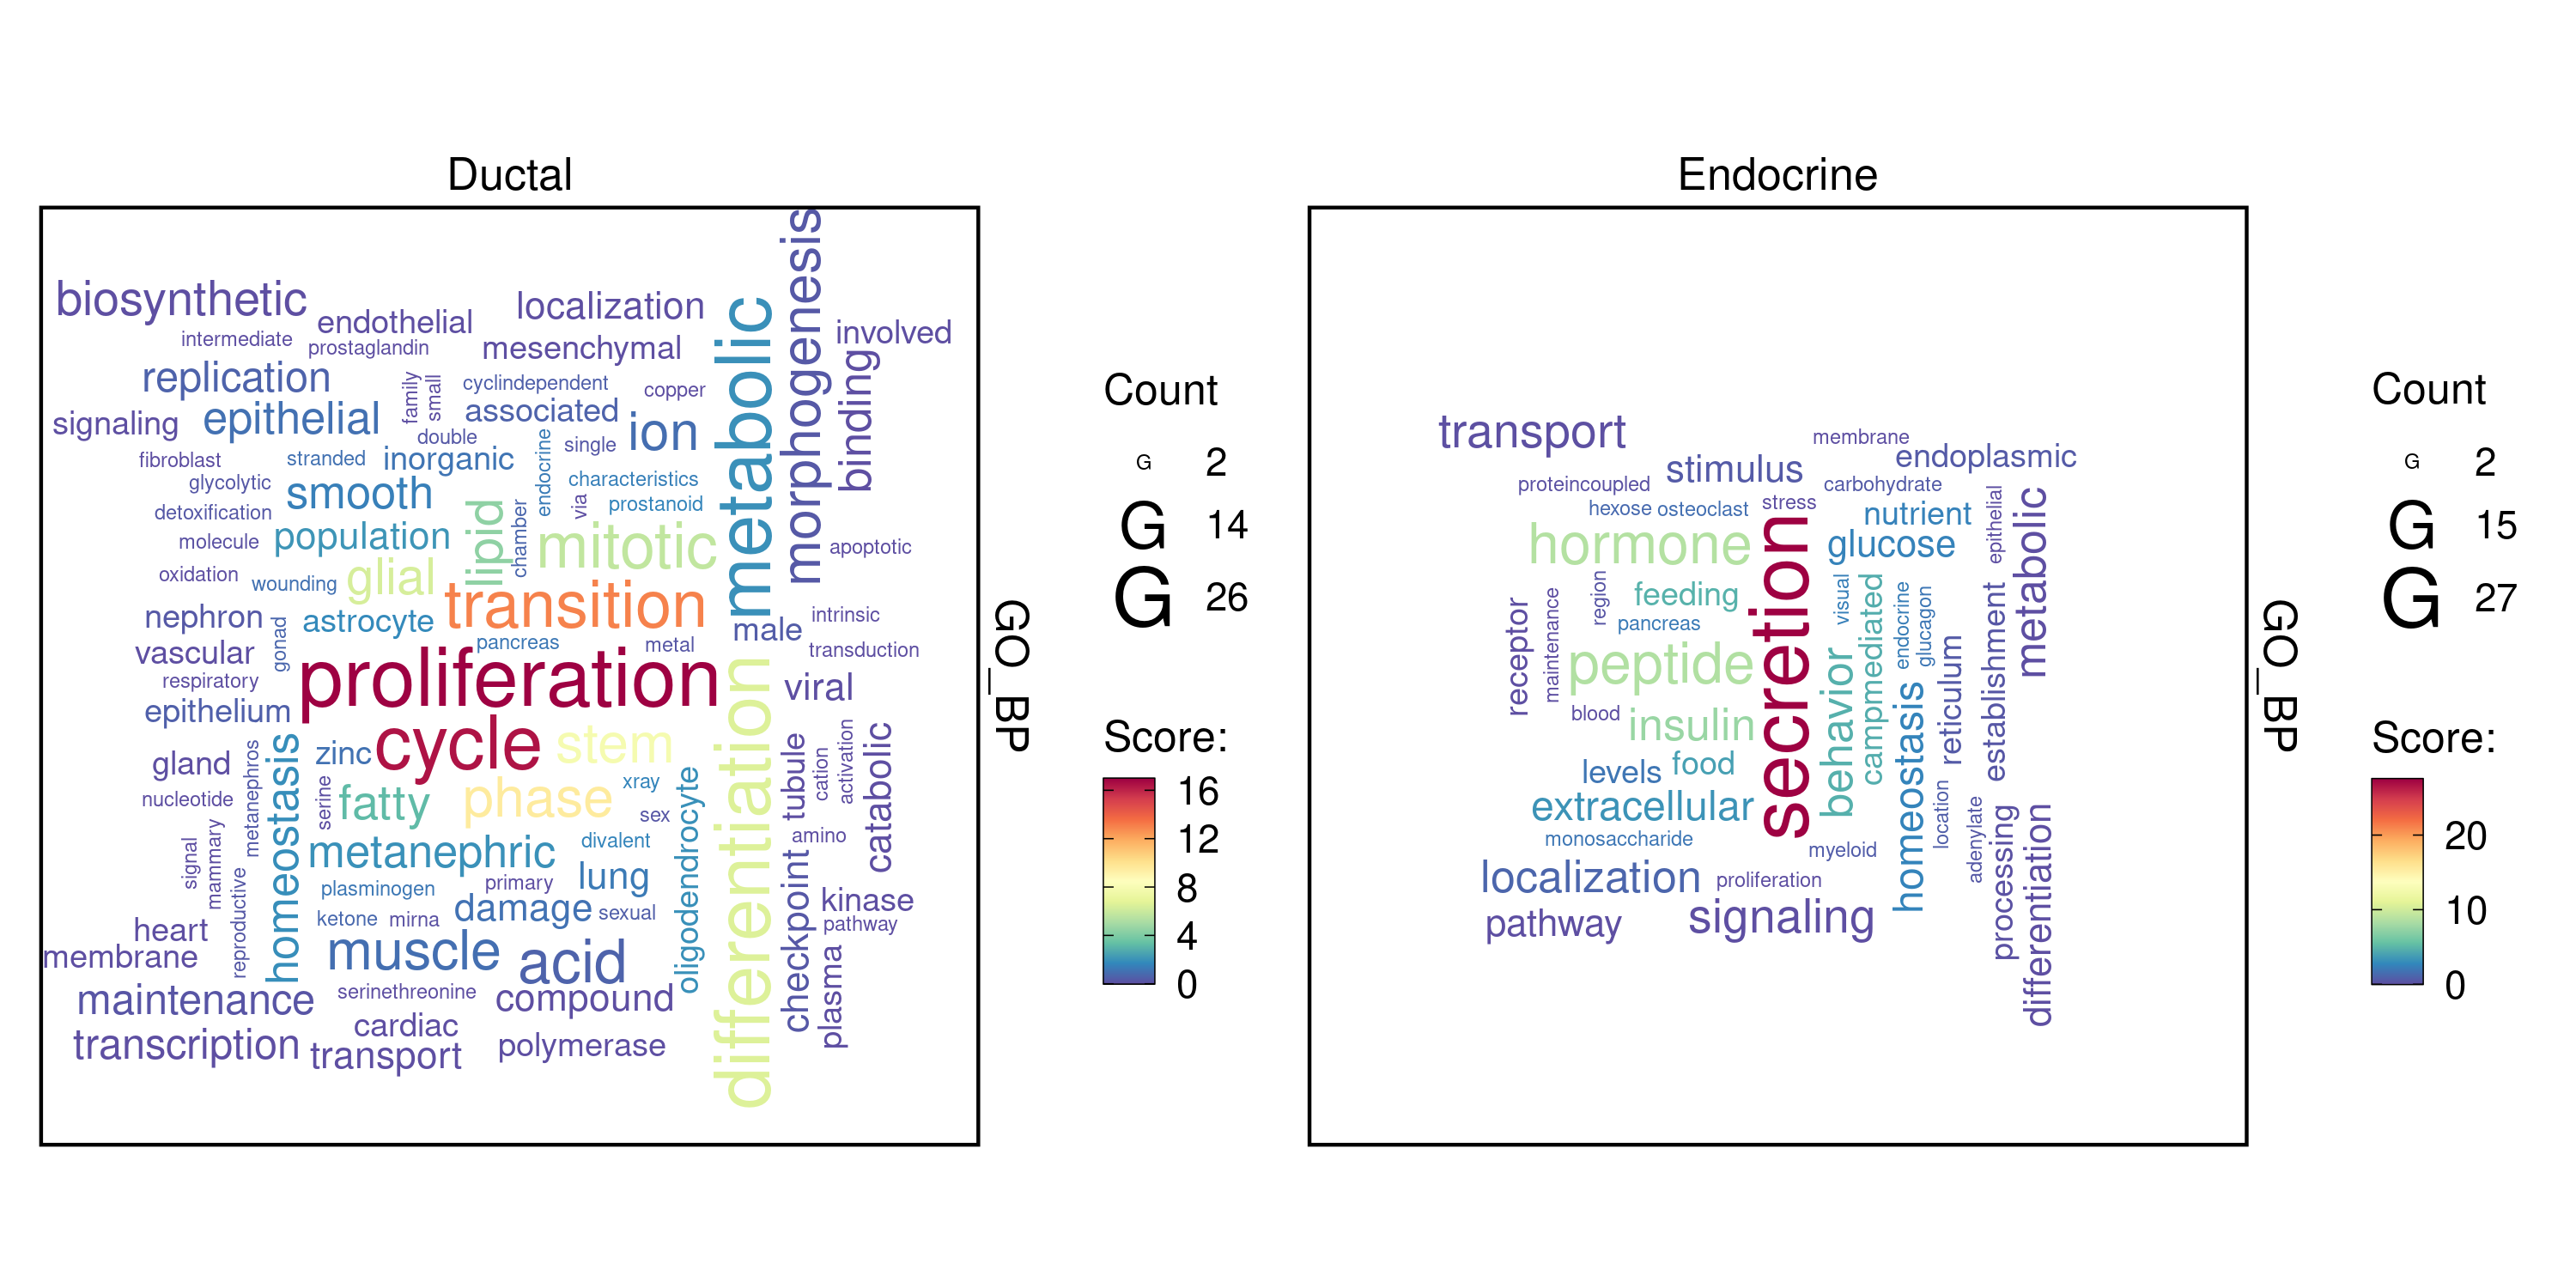 Ductal
biosynthetic
localization
endothelial
involved
intermediate
prostaglandin
mesenchymal
metabolic
morphogenesis
binding
replication
family
small
cyclindependent
copper
signaling
epithelial
associated
ion
double
single
fibroblast
stranded
inorganic
endocrine
characteristics
glycolytic
smooth
via
prostanoid
detoxification
lipid
chamber
population
mitotic
molecule
apoptotic
oxidation
wounding
glial
transition
nephron
gonad
astrocyte
male
intrinsic
pancreas
metal
vascular
transduction
respiratory
proliferation
viral
epithelium
differentiation
zinc
cycle
stem
gland
metanephros
homeostasis
tubule
cation
activation
catabolic
nucleotide
serine
fatty
phase
xray
sex
oligodendrocyte
signal
mammary
metanephric
divalent
amino
plasminogen
primary
lung
checkpoint
kinase
reproductive
ketone
mirna
damage
sexual
pathway
heart
membrane
muscle
acid
plasma
maintenance
serinethreonine
compound
cardiac
transcription
transport
polymerase
GO_BP
Count
G 2
G 14
G 26
Score:
16
12
8
4
0
Endocrine
transport
membrane
stimulus
endoplasmic
proteincoupled
carbohydrate
stress
hexose
osteoclast
nutrient
epithelial
metabolic
hormone
secretion
glucose
region
feeding
visual
campmediated
endocrine
glucagon
receptor
maintenance
pancreas
establishment
peptide
behavior
reticulum
blood
insulin
homeostasis
levels
food
extracellular
location
adenylate
processing
differentiation
monosaccharide
myeloid
localization
proliferation
pathway
signaling
GO_BP
Count
G 2
G 15
G 27
Score:
20
10
0